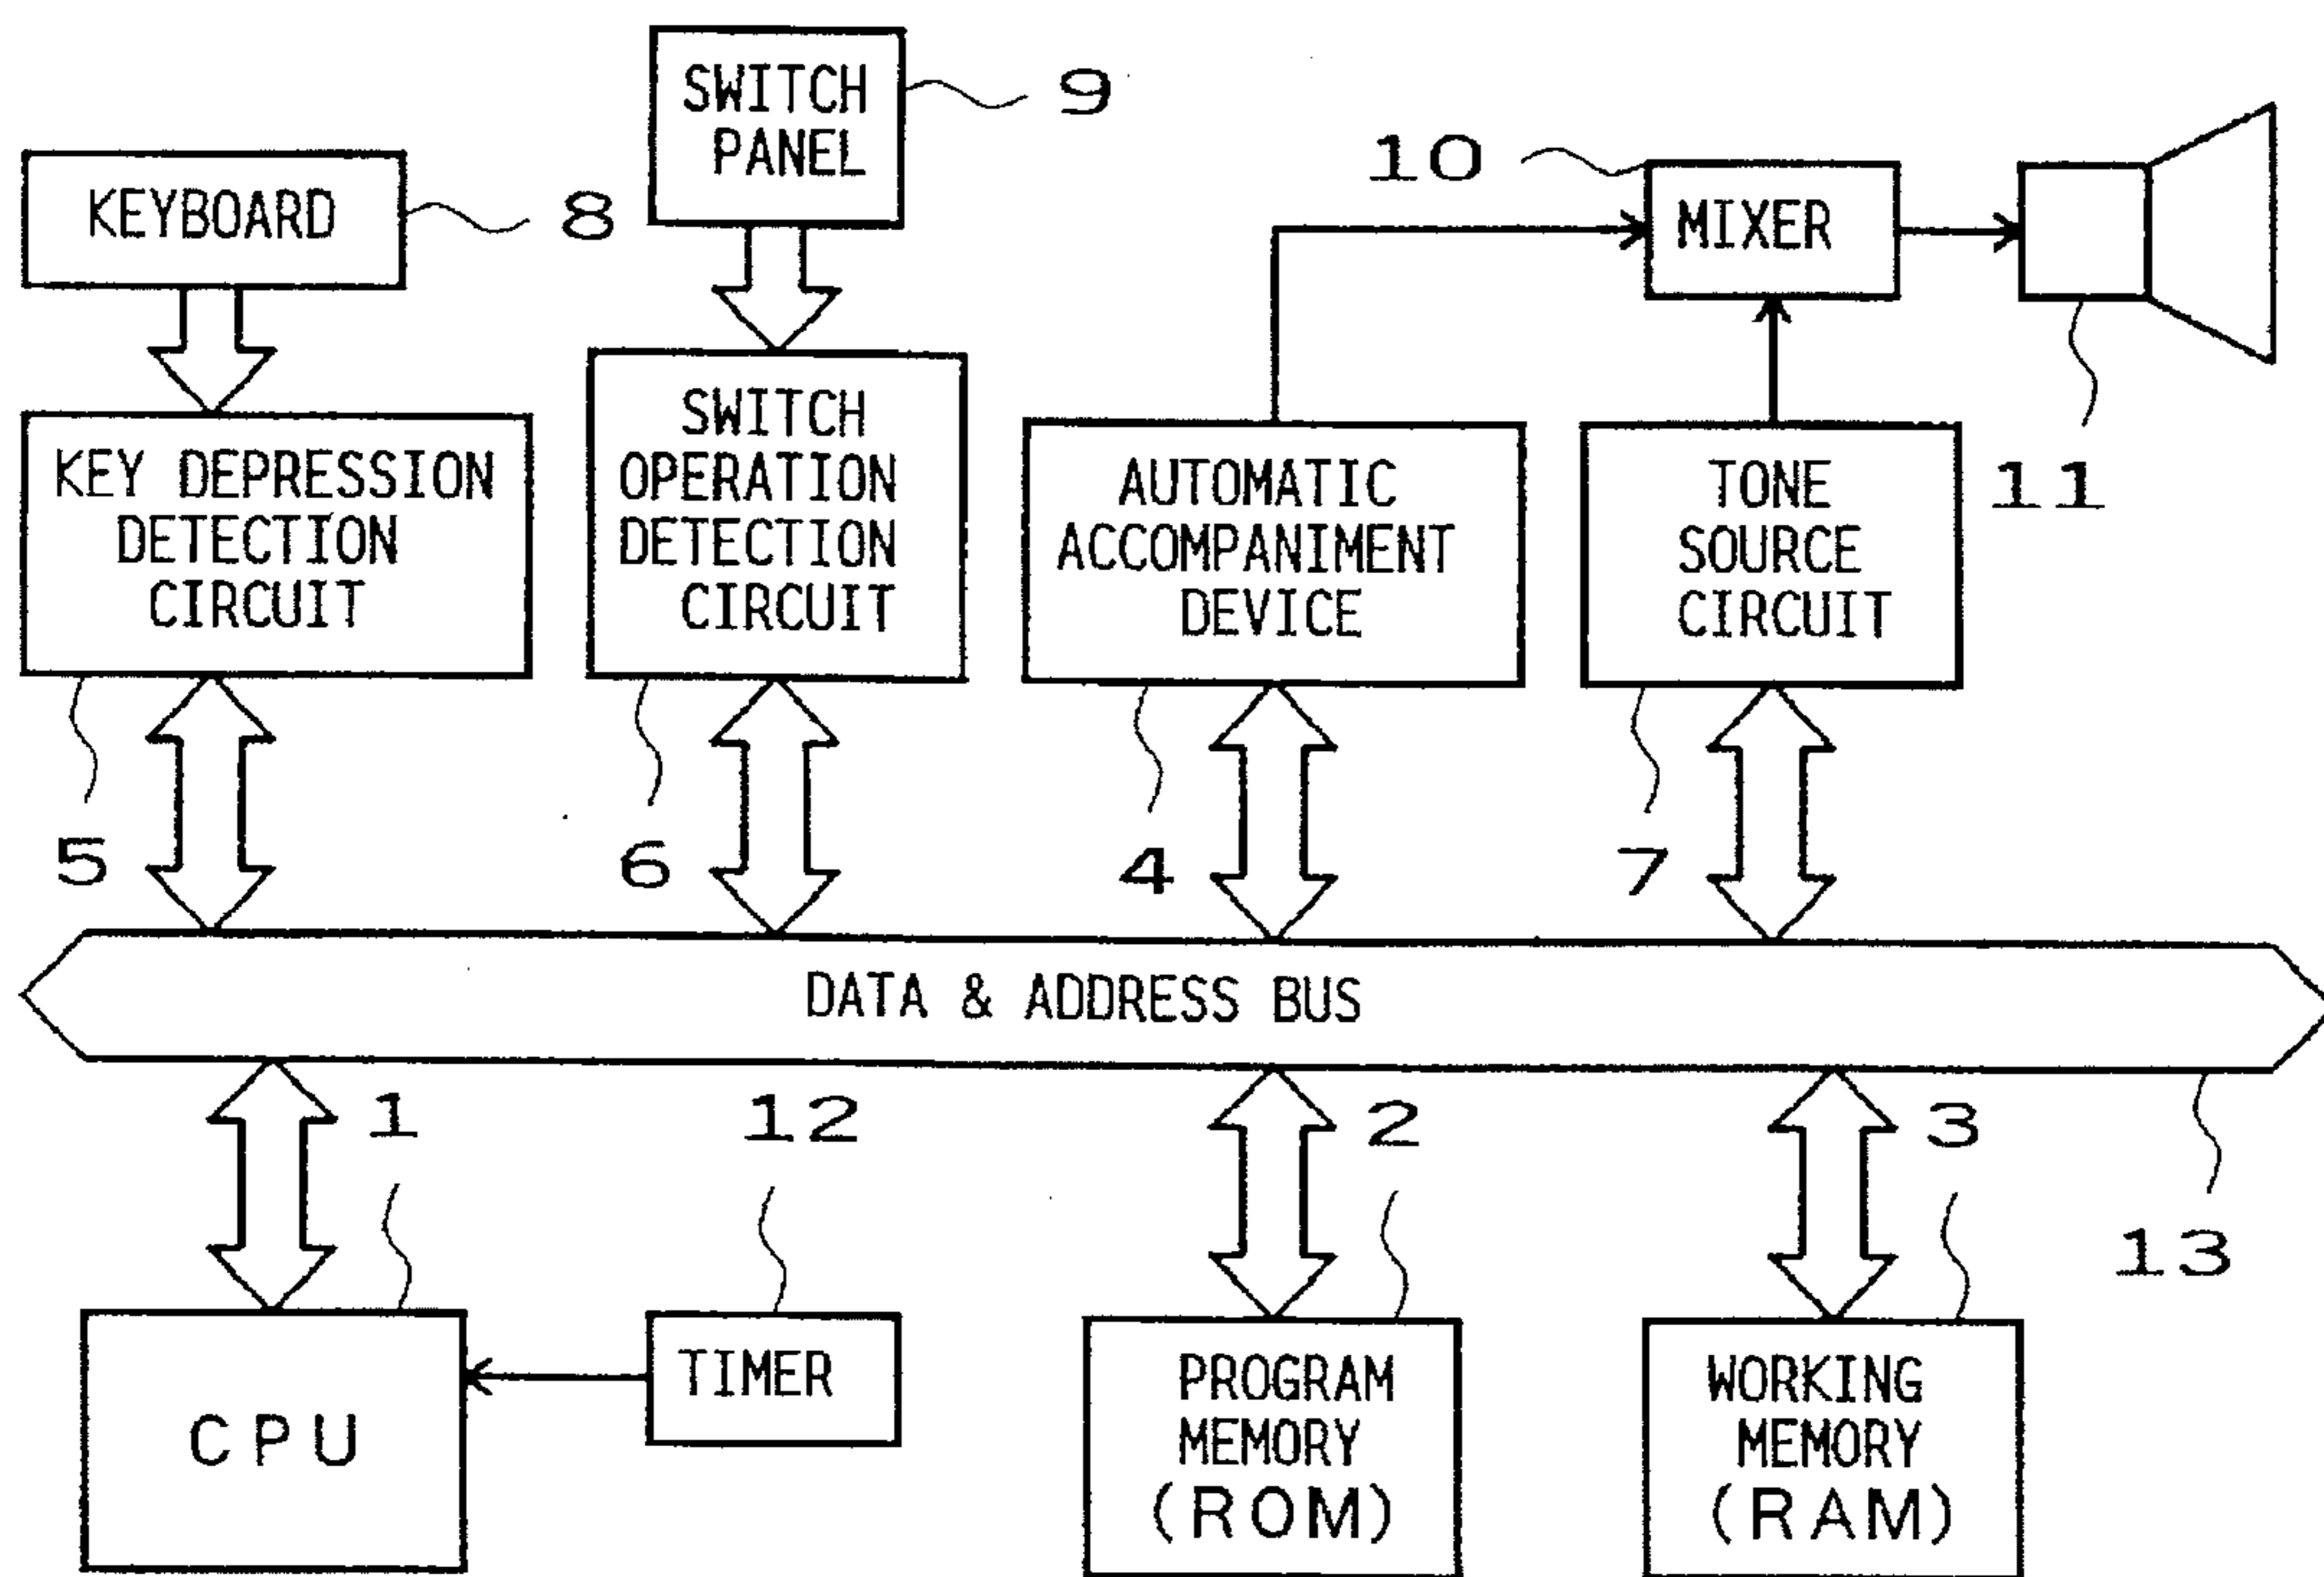 SWITCH
PANEL
9
KEYBOARD
8
10
MIXER
11
KEY DEPRESSION
DETECTION
CIRCUIT
5
SWITCH
OPERATION
DETECTION
CIRCUIT
6
AUTOMATIC
ACCOMPANIMENT
DEVICE
4
TONE
SOURCE
CIRCUIT
7
DATA & ADDRESS BUS
13
1
CPU
12
TIMER
2
PROGRAM
MEMORY
(ROM)
3
WORKING
MEMORY
(RAM)